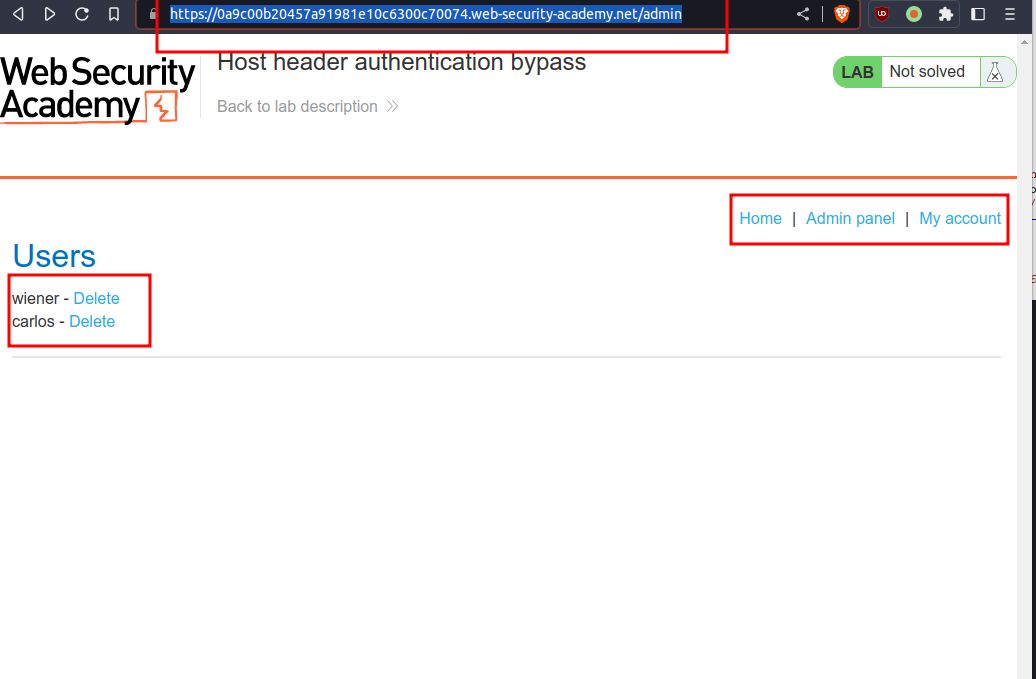 https://0a9c00b20457a91981e10c6300c70074.web-security-academy.net/admin
Web Security
Academy
Host header authentication bypass
Back to lab description
LAB Not solved
Home | Admin panel | My account
Users
wiener - Delete
carlos - Delete